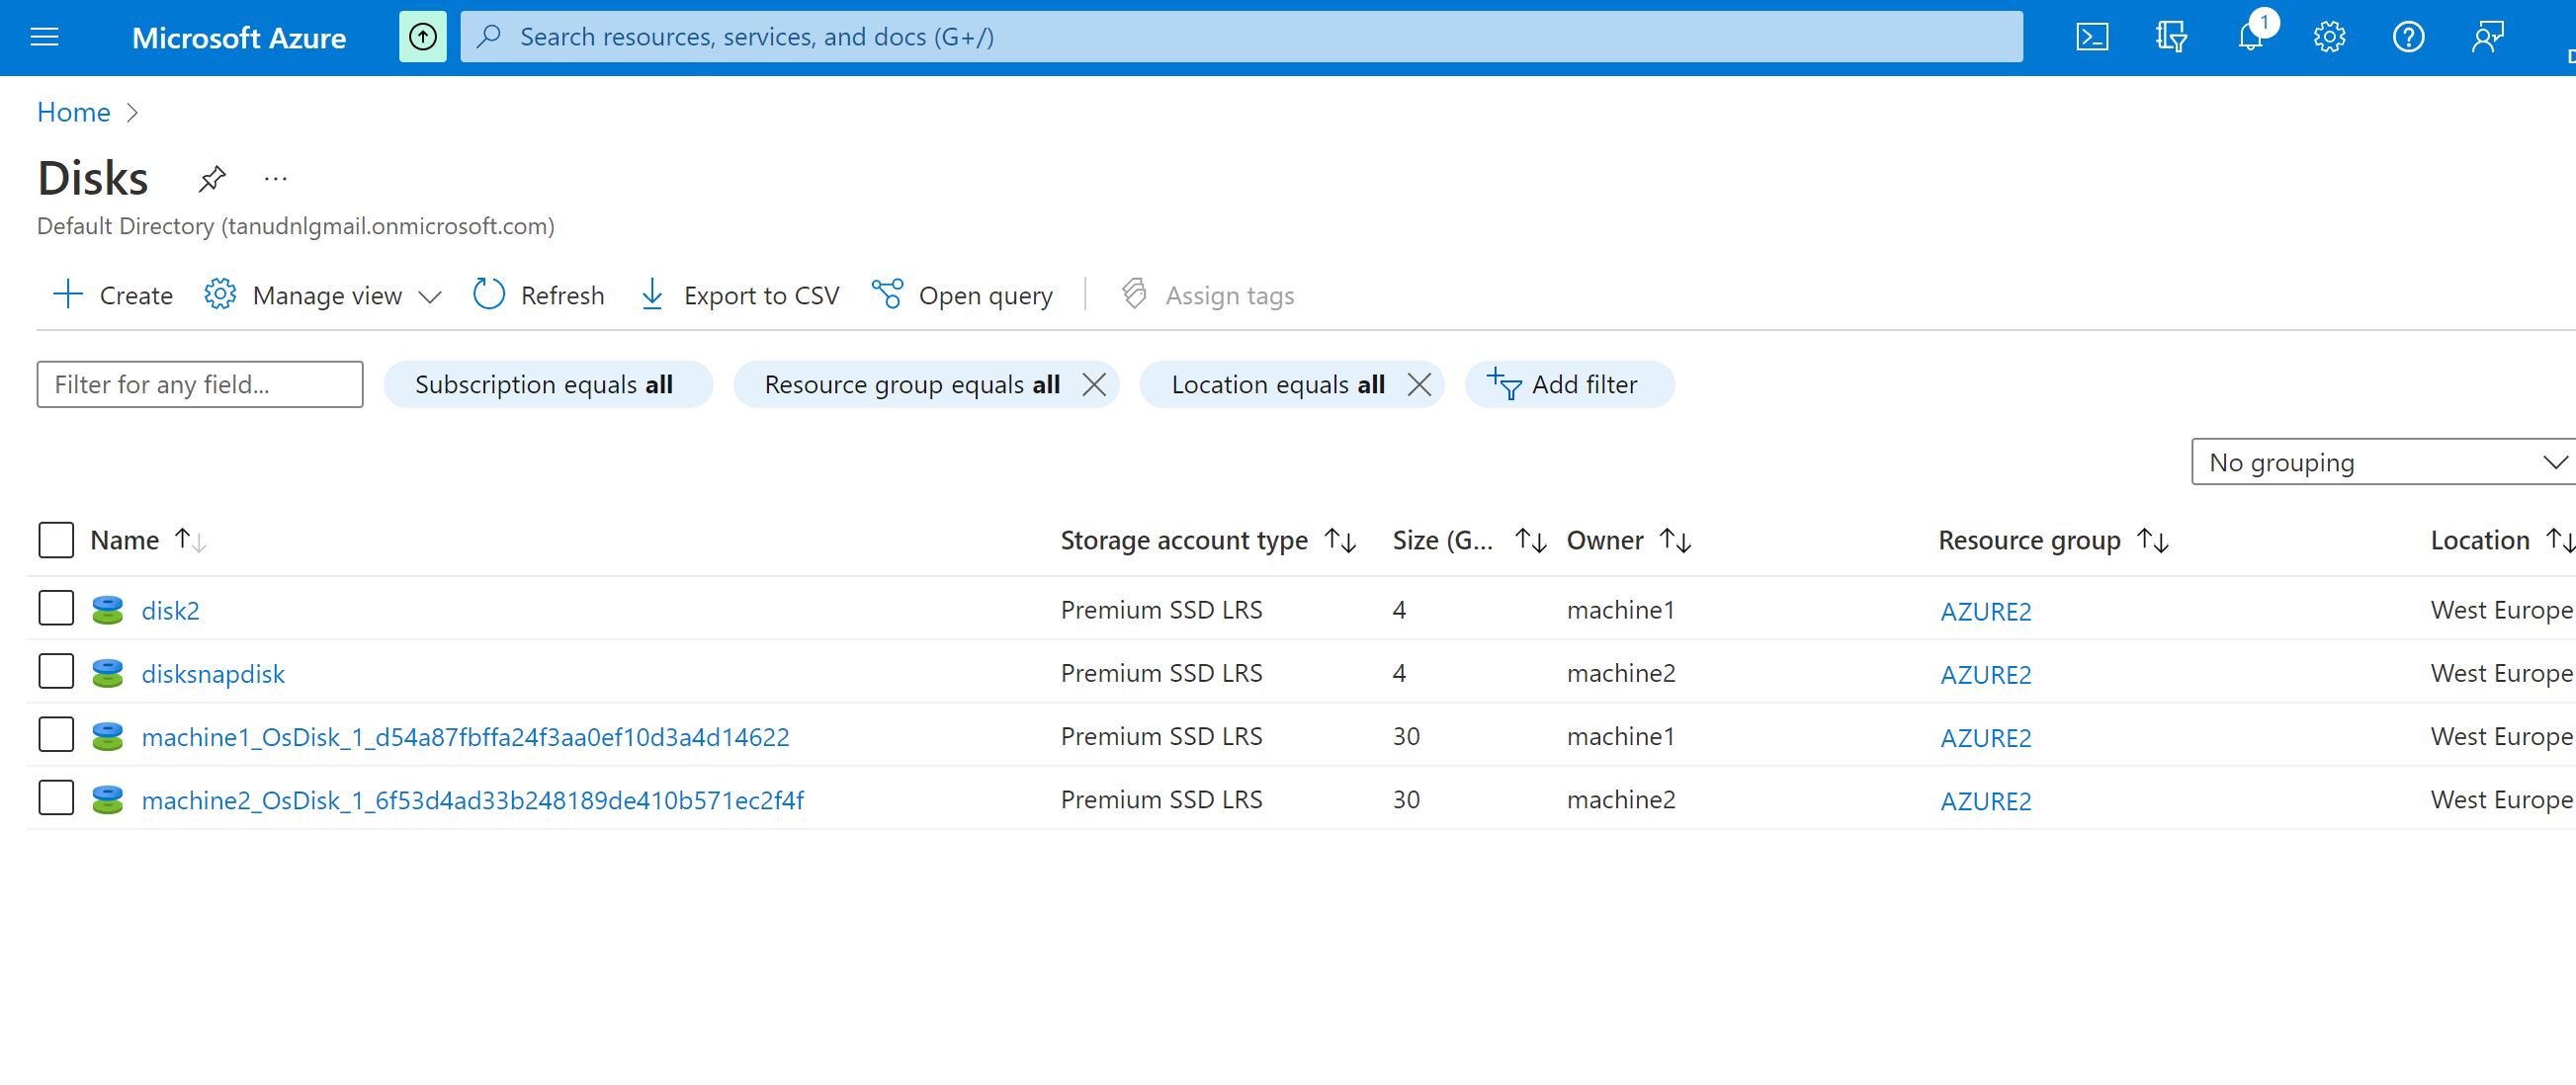 Microsoft Azure
Search resources, services, and docs (G+/)
1
Home
Disks
Default Directory (tanudnlgmail.onmicrosoft.com)
Create Manage view Refresh Export to CSV Open query Assign tags
Filter for any field... Subscription equals all Resource group equals all Location equals all Add filter
No grouping
Name Storage account type Size (G... Owner Resource group Location
disk2 Premium SSD LRS 4 machine1 AZURE2 West Europe
disksnapdisk Premium SSD LRS 4 machine2 AZURE2 West Europe
machine1_OsDisk_1_d54a87fbffa24f3aa0ef10d3a4d14622 Premium SSD LRS 30 machine1 AZURE2 West Europe
machine2_OsDisk_1_6f53d4ad33b248189de410b571ec2f4f Premium SSD LRS 30 machine2 AZURE2 West Europe